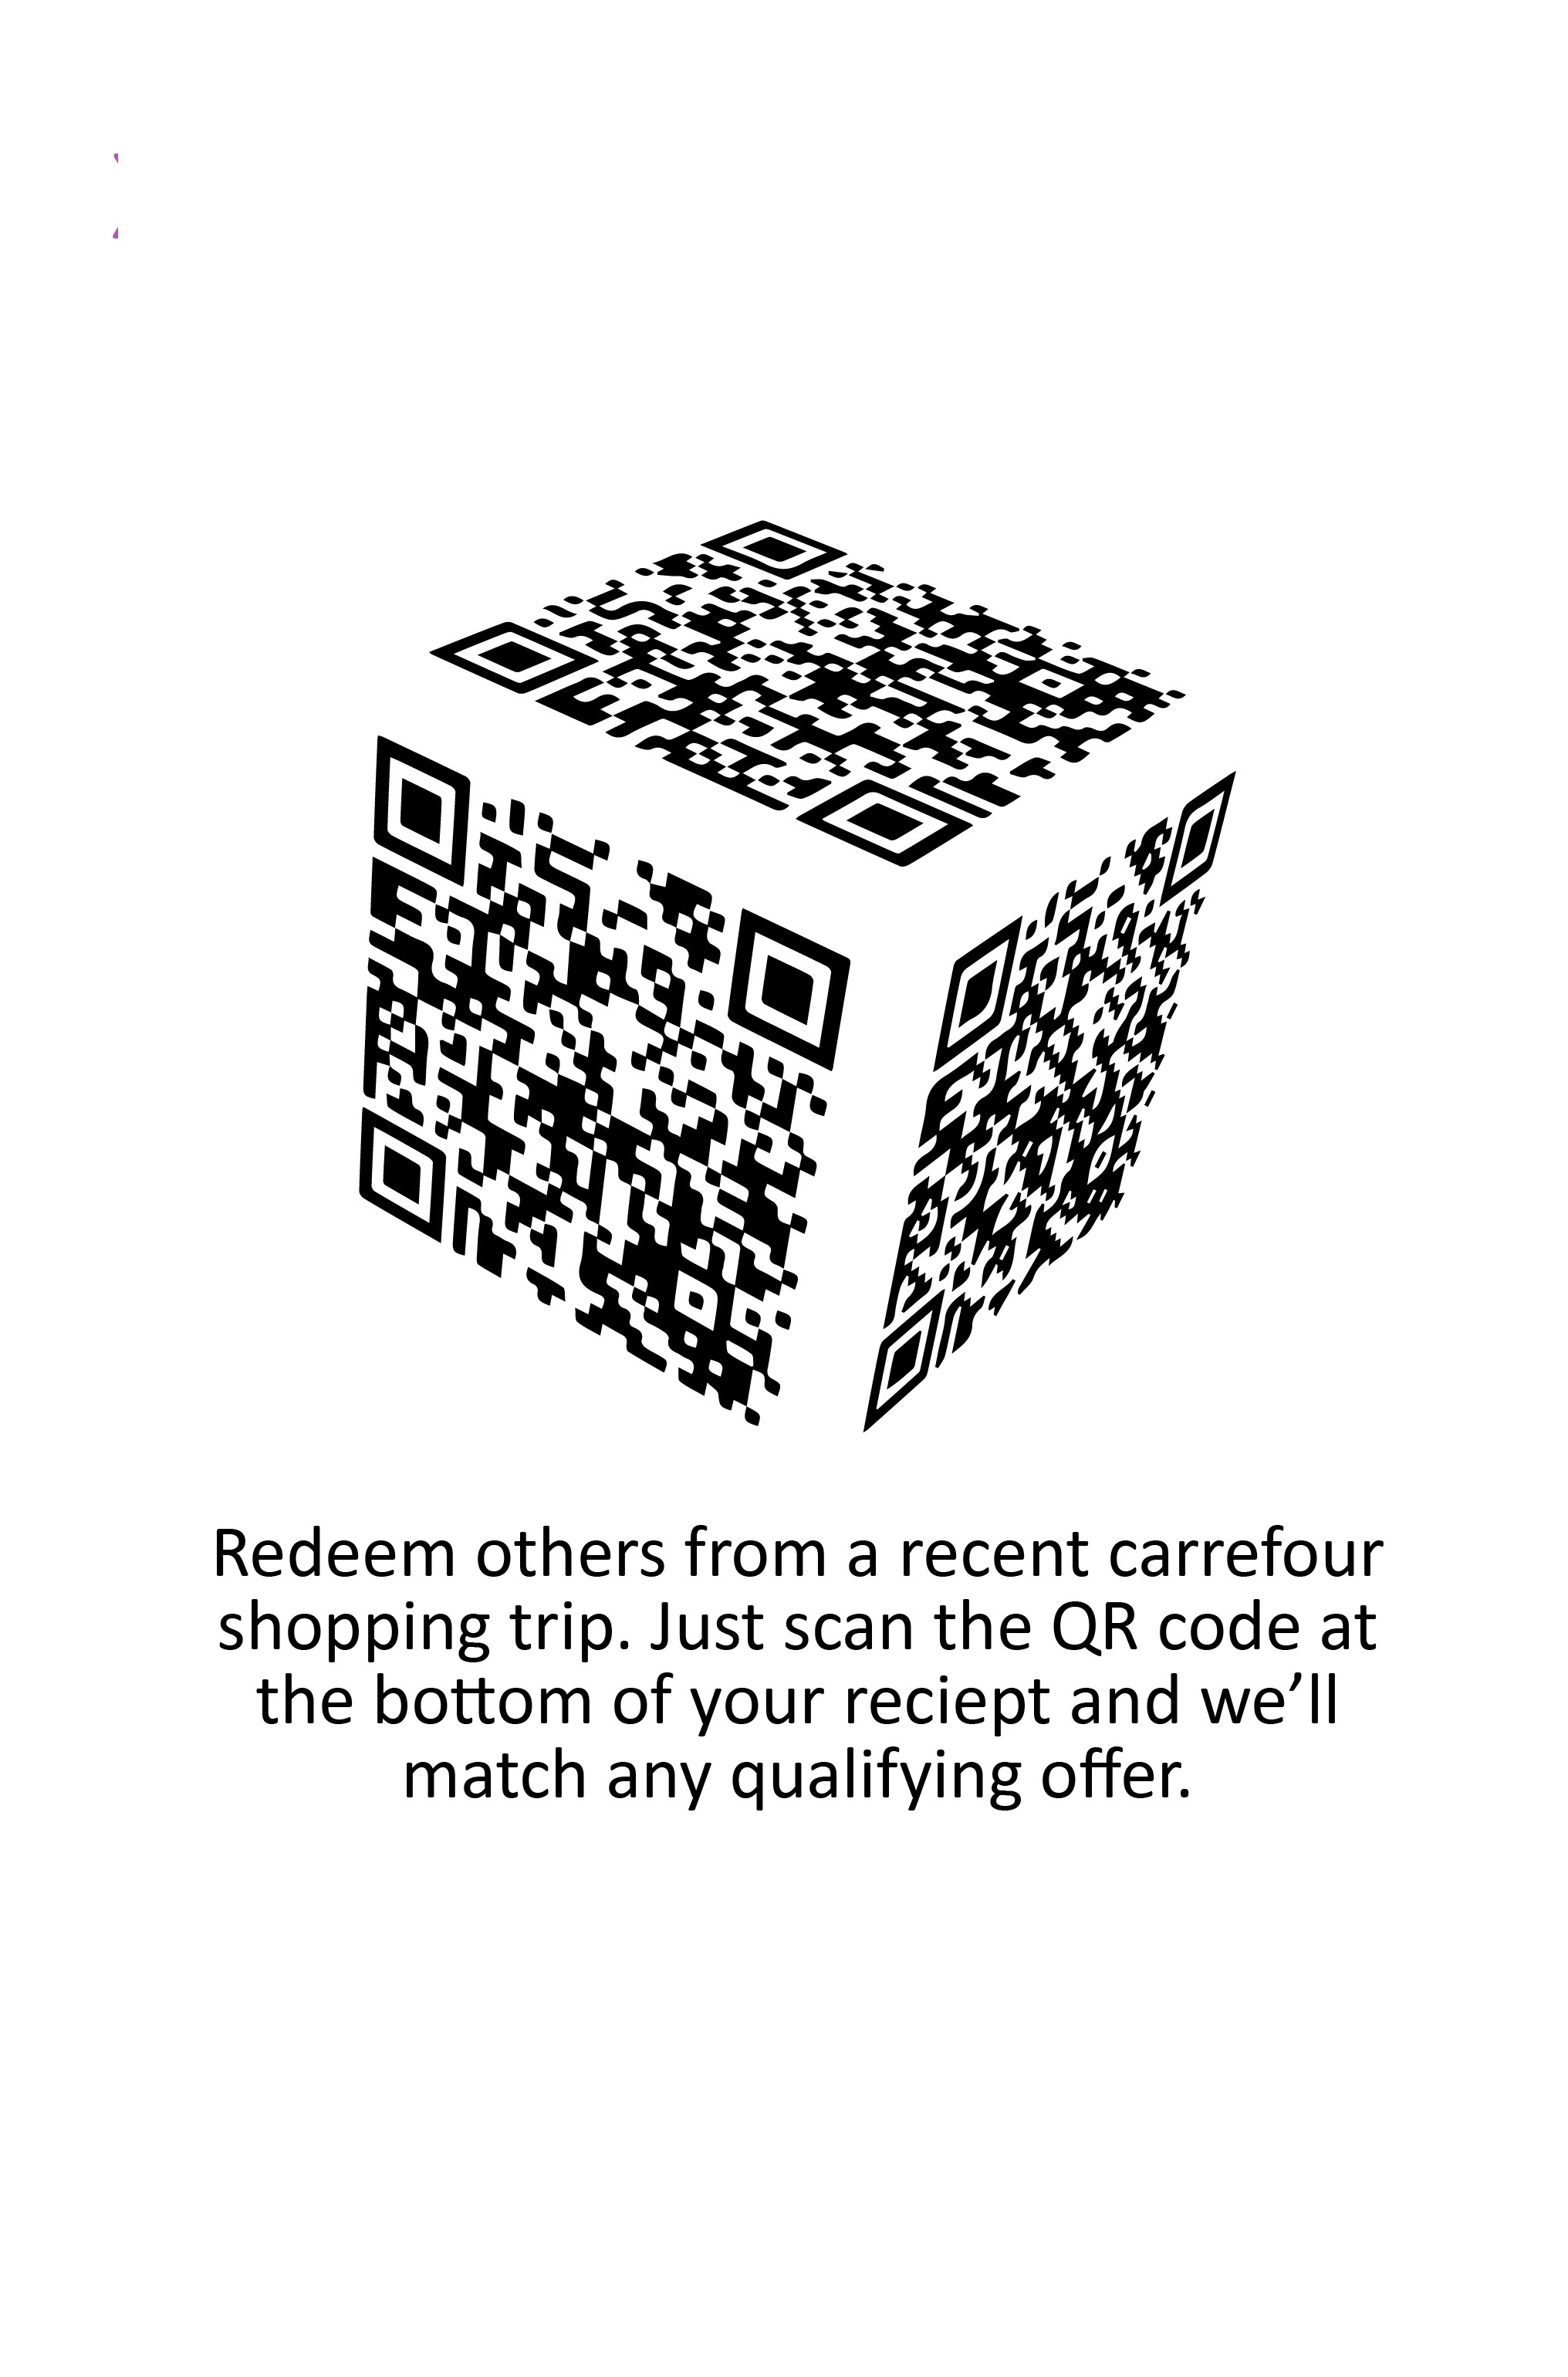 Redeem others from a recent carrefour
shopping trip. Just scan the QR code at
the bottom of your reciept and we’ll
match any qualifying offer.